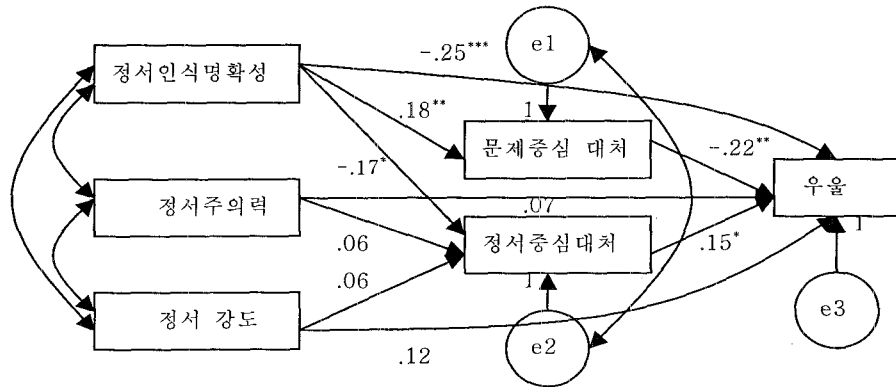 e1
-.25***
정서인식명확성
.18**
1
문제중심 대처
-.22**
-.17*
우울
정서주의력
.07
.06
정서중심대처
.15*
1
.06
1
정서 강도
e3
e2
.12